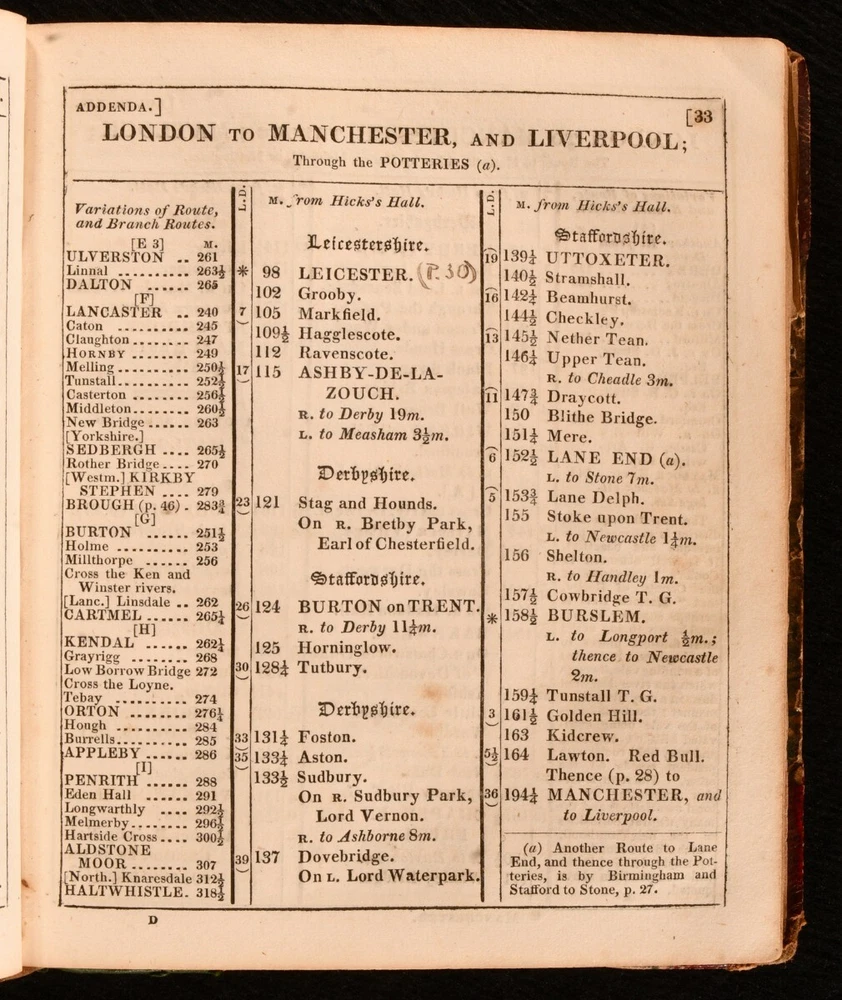 ADDENDA.]
[33
LONDON TO MANCHESTER, AND LIVERPOOL;
Through the POTTERIES (a).
Variations of Route,
and Branch Routes.
[E 3] M.
ULVERSTON .. 261
Linnal .......... 263½
DALTON ...... 265
[F]
LANCASTER .. 240
Caton .......... 245
Claughton ....... 247
HORNBY ........ 249
Melling .......... 250½
Tunstall .......... 252½
Casterton ........ 256½
Middleton ........ 260½
New Bridge ...... 263
[Yorkshire.]
SEDBERGH .... 265½
Rother Bridge .... 270
[Westm.] KIRKBY
STEPHEN .... 279
BROUGH (p. 46) . 283¾
[G]
BURTON ...... 251½
Holme .......... 253
Millthorpe ...... 256
Cross the Ken and
Winster rivers.
[Lanc.] Linsdale .. 262
CARTMEL ...... 265¼
[H]
KENDAL ...... 262¼
Grayrigg ........ 268
Low Borrow Bridge 272
Cross the Loyne.
Tebay .......... 274
ORTON ........ 276¼
Hough .......... 284
Burrells .......... 285
APPLEBY ...... 286
[I]
PENRITH ...... 288
Eden Hall ...... 291
Longwarthly .... 292½
Melmerby ........ 296½
Hartside Cross .... 300½
ALDSTONE
MOOR ........ 307
[North.] Knaresdale 312½
HALTWHISTLE. 318½
L.D.
M. from Hicks's Hall.
Leicestershire.
* 98 LEICESTER. (P. 30)
102 Grooby.
7 105 Markfield.
109½ Hagglescote.
112 Ravenscote.
17 115 ASHBY-DE-LA-
ZOUCH.
R. to Derby 19m.
L. to Measham 3½m.
Derbyshire.
23 121 Stag and Hounds.
On R. Bretby Park,
Earl of Chesterfield.
Staffordshire.
26 124 BURTON on TRENT.
R. to Derby 11¼m.
125 Horninglow.
30 128¼ Tutbury.
Derbyshire.
33 131¼ Foston.
35 133¼ Aston.
133½ Sudbury.
On R. Sudbury Park,
Lord Vernon.
R. to Ashborne 8m.
39 137 Dovebridge.
On L. Lord Waterpark.
L.D.
M. from Hicks's Hall.
Staffordshire.
19 139¼ UTTOXETER.
140½ Stramshall.
16 142¼ Beamhurst.
144½ Checkley.
13 145½ Nether Tean.
146¼ Upper Tean.
R. to Cheadle 3m.
11 147¾ Draycott.
150 Blithe Bridge.
151¼ Mere.
6 152½ LANE END (a).
L. to Stone 7m.
5 153¾ Lane Delph.
155 Stoke upon Trent.
L. to Newcastle 1¼m.
156 Shelton.
R. to Handley 1m.
157½ Cowbridge T. G.
* 158½ BURSLEM.
L. to Longport ½m.;
thence to Newcastle
2m.
159¼ Tunstall T. G.
3 161½ Golden Hill.
163 Kidcrew.
5½ 164 Lawton. Red Bull.
Thence (p. 28) to
36 194¼ MANCHESTER, and
to Liverpool.
(a) Another Route to Lane
End, and thence through the Pot-
teries, is by Birmingham and
Stafford to Stone, p. 27.
D